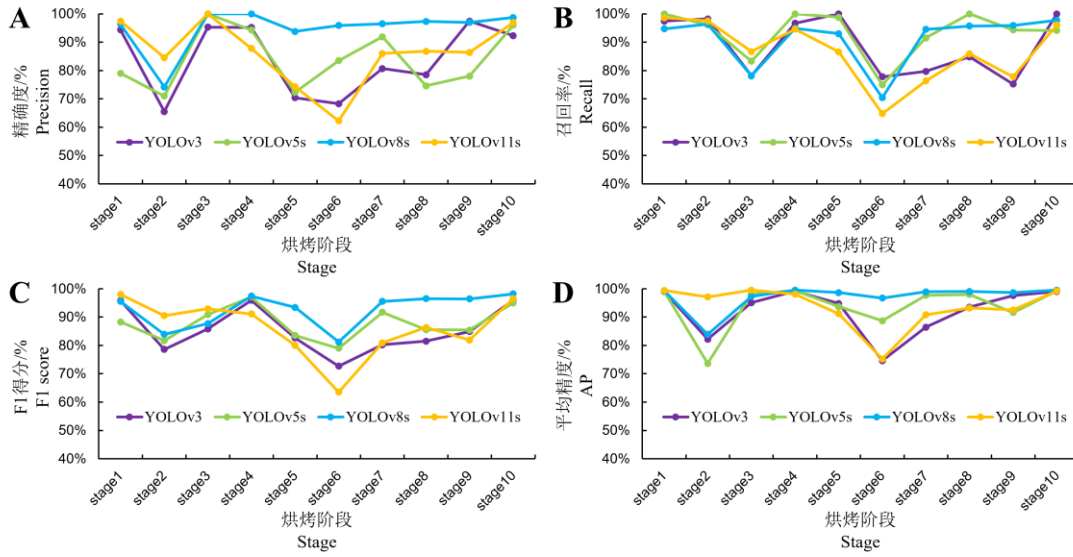 A
精确度/%
Precision
100%
90%
80%
70%
60%
50%
40%
YOLOv3 YOLOv5s YOLOv8s YOLOv11s
stage1 stage2 stage3 stage4 stage5 stage6 stage7 stage8 stage9 stage10
烘烤阶段
Stage
B
召回率/%
Recall
100%
90%
80%
70%
60%
50%
40%
YOLOv3 YOLOv5s YOLOv8s YOLOv11s
stage1 stage2 stage3 stage4 stage5 stage6 stage7 stage8 stage9 stage10
烘烤阶段
Stage
C
F1得分/%
F1 score
100%
90%
80%
70%
60%
50%
40%
YOLOv3 YOLOv5s YOLOv8s YOLOv11s
stage1 stage2 stage3 stage4 stage5 stage6 stage7 stage8 stage9 stage10
烘烤阶段
Stage
D
平均精度/%
AP
100%
90%
80%
70%
60%
50%
40%
YOLOv3 YOLOv5s YOLOv8s YOLOv11s
stage1 stage2 stage3 stage4 stage5 stage6 stage7 stage8 stage9 stage10
烘烤阶段
Stage